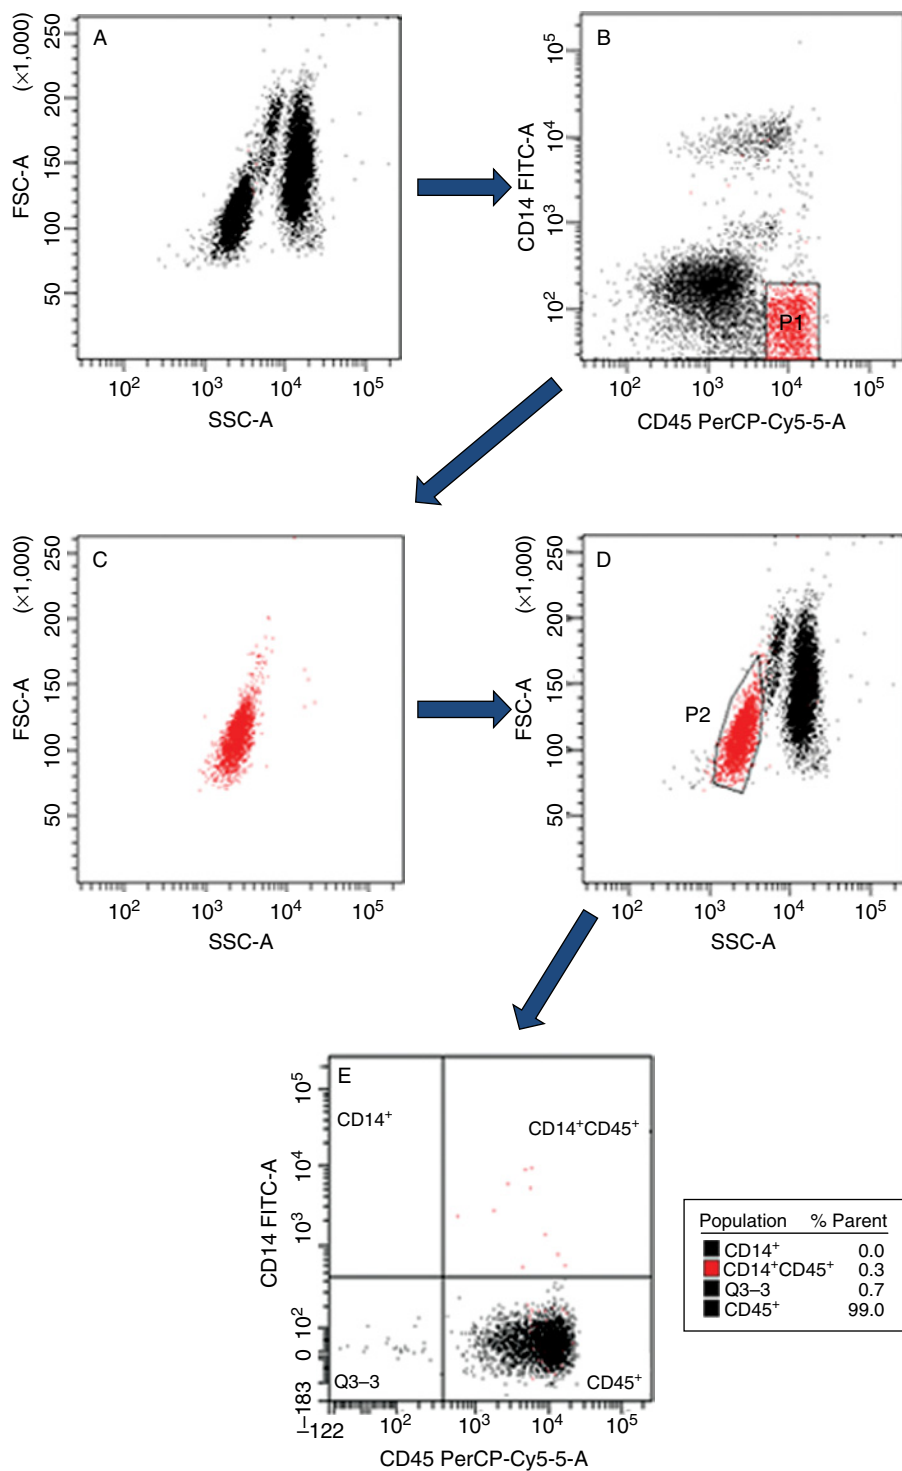 A
(×1,000)
FSC-A
250
200
150
100
50
10²
10³
10⁴
10⁵
SSC-A
B
CD14 FITC-A
10⁵
10⁴
10³
10²
P1
10²
10³
10⁴
10⁵
CD45 PerCP-Cy5-5-A
C
(×1,000)
FSC-A
250
200
150
100
50
10²
10³
10⁴
10⁵
SSC-A
D
(×1,000)
FSC-A
250
200
150
100
50
P2
10²
10³
10⁴
10⁵
SSC-A
E
CD14 FITC-A
10⁵
10⁴
10³
10²
0
–183
CD14⁺
CD14⁺CD45⁺
Q3–3
CD45⁺
–122
10²
10³
10⁴
10⁵
CD45 PerCP-Cy5-5-A
Population % Parent
CD14⁺ 0.0
CD14⁺CD45⁺ 0.3
Q3–3 0.7
CD45⁺ 99.0